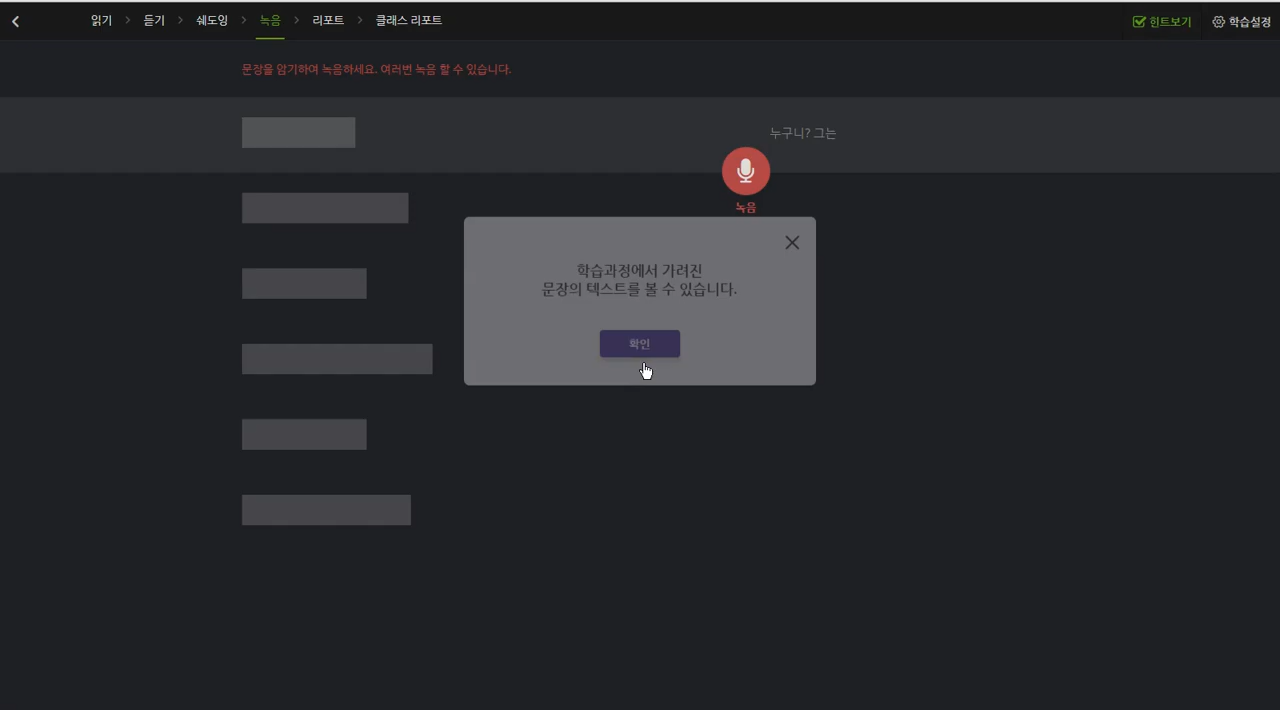 읽기 > 듣기 > 쉐도잉 > 녹음 > 리포트 > 클래스 리포트
힌트보기 학습설정
문장을 암기하여 녹음하세요. 여러번 녹음 할 수 있습니다.
누구니? 그는
녹음
학습과정에서 가려진
문장의 텍스트를 볼 수 있습니다.
확인